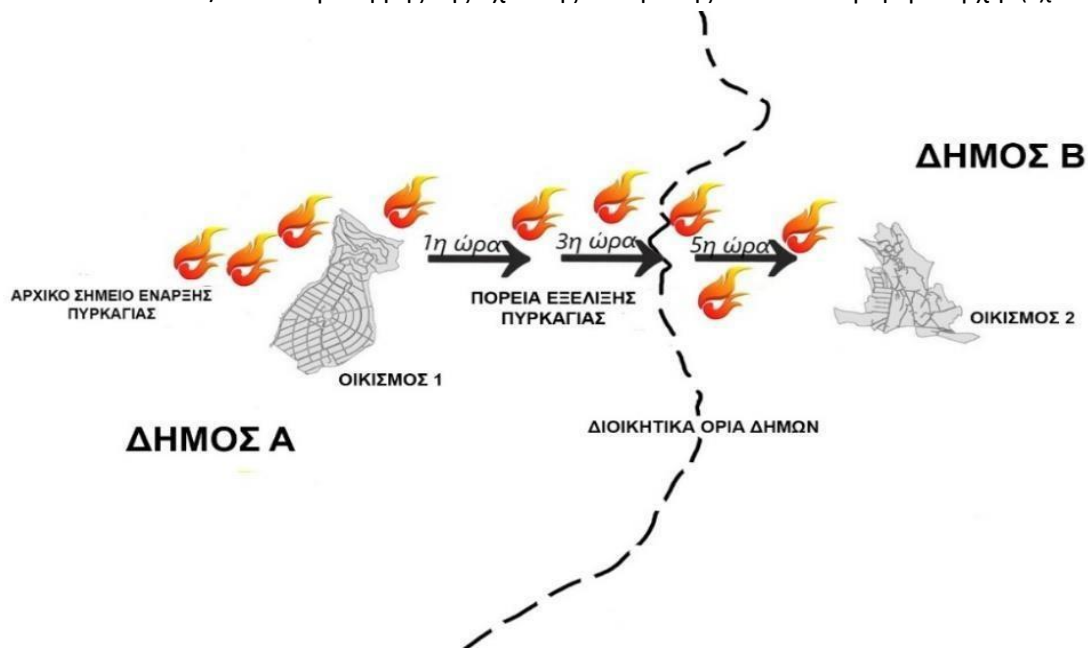 ΔΗΜΟΣ Β
1η ώρα
3η ώρα
5η ώρα
ΑΡΧΙΚΟ ΣΗΜΕΙΟ ΕΝΑΡΞΗΣ
ΠΥΡΚΑΓΙΑΣ
ΠΟΡΕΙΑ ΕΞΕΛΙΞΗΣ
ΠΥΡΚΑΓΙΑΣ
ΟΙΚΙΣΜΟΣ 2
ΟΙΚΙΣΜΟΣ 1
ΔΗΜΟΣ Α
ΔΙΟΙΚΗΤΙΚΑ ΟΡΙΑ ΔΗΜΩΝ